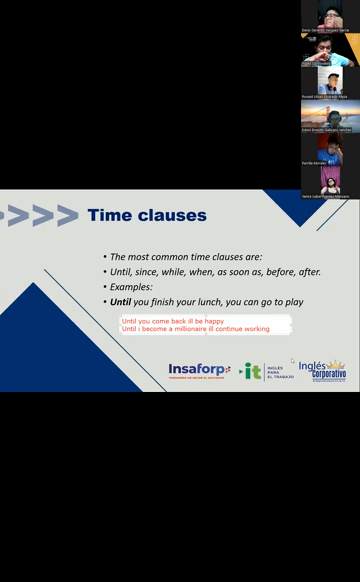 >>>> Time clauses
• The most common time clauses are:
• Until, since, while, when, as soon as, before, after.
• Examples:
• Until you finish your lunch, you can go to play
Until you come back ill be happy
Until i become a millionaire ill continue working
Insaforp
it
INGLÉS
PARA
EL TRABAJO
Inglés
Corporativo